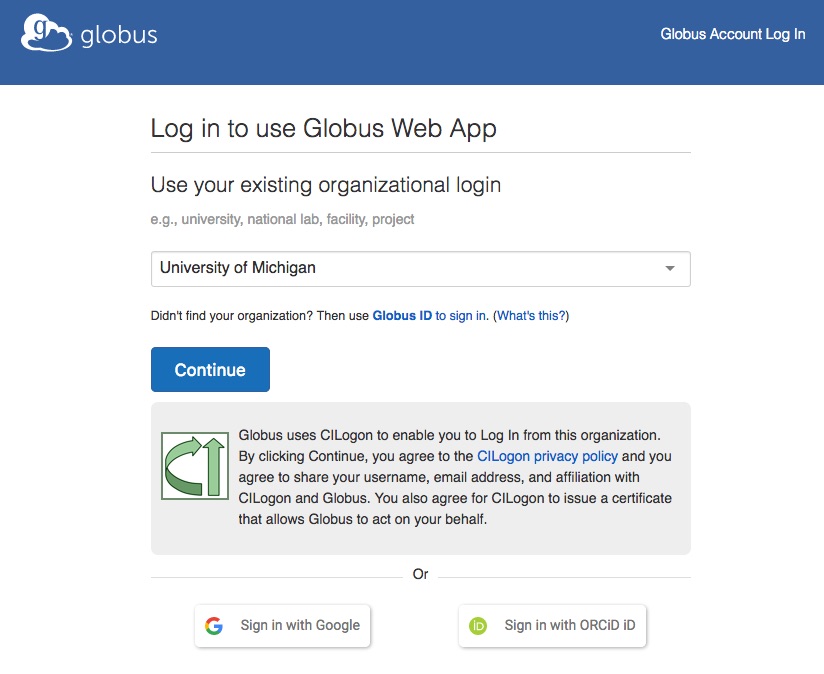 globus
Globus Account Log In
Log in to use Globus Web App
Use your existing organizational login
e.g., university, national lab, facility, project
University of Michigan
Didn't find your organization? Then use Globus ID to sign in. (What's this?)
Continue
Globus uses CILogon to enable you to Log In from this organization.
By clicking Continue, you agree to the CILogon privacy policy and you
agree to share your username, email address, and affiliation with
CILogon and Globus. You also agree for CILogon to issue a certificate
that allows Globus to act on your behalf.
Or
Sign in with Google
iD Sign in with ORCiD iD